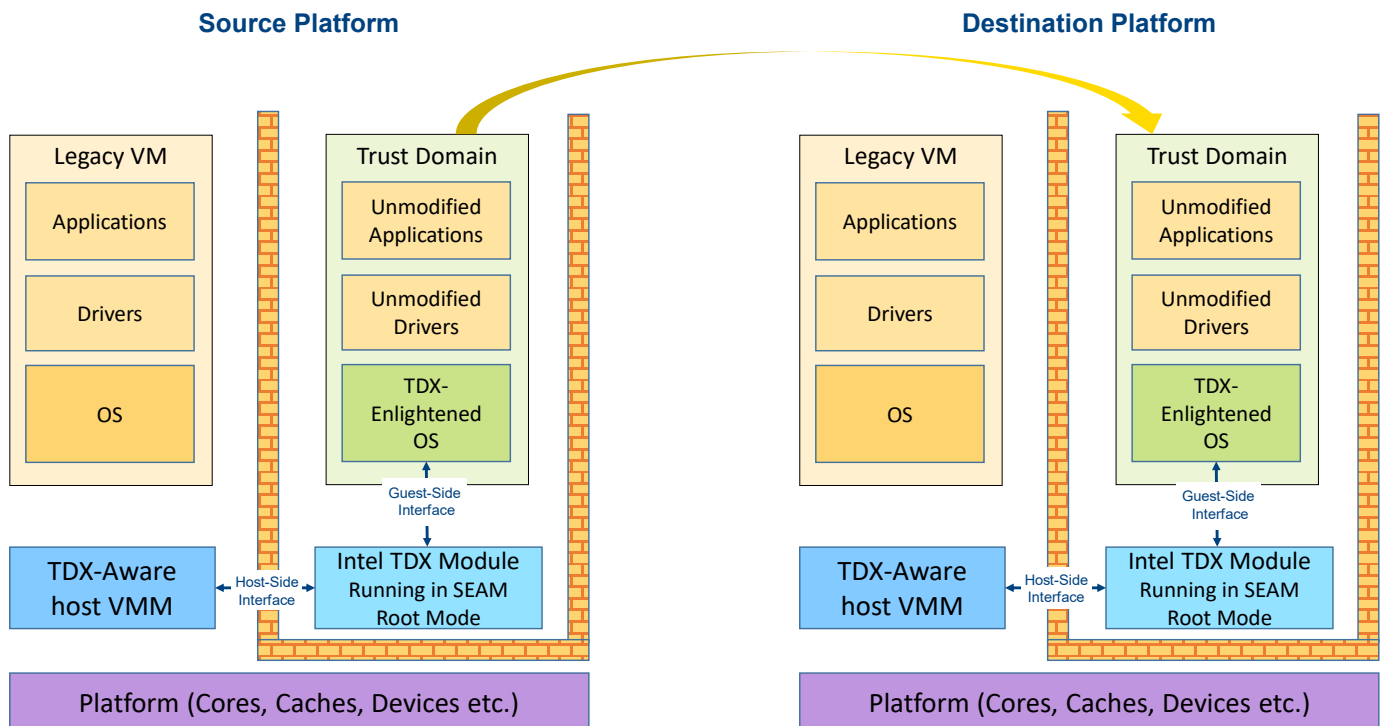 Source Platform
Destination Platform
Legacy VM
Applications
Drivers
OS
Trust Domain
Unmodified
Applications
Unmodified
Drivers
TDX-
Enlightened
OS
Guest-Side
Interface
TDX-Aware
host VMM
Host-Side
Interface
Intel TDX Module
Running in SEAM
Root Mode
Platform (Cores, Caches, Devices etc.)
Legacy VM
Applications
Drivers
OS
Trust Domain
Unmodified
Applications
Unmodified
Drivers
TDX-
Enlightened
OS
Guest-Side
Interface
TDX-Aware
host VMM
Host-Side
Interface
Intel TDX Module
Running in SEAM
Root Mode
Platform (Cores, Caches, Devices etc.)